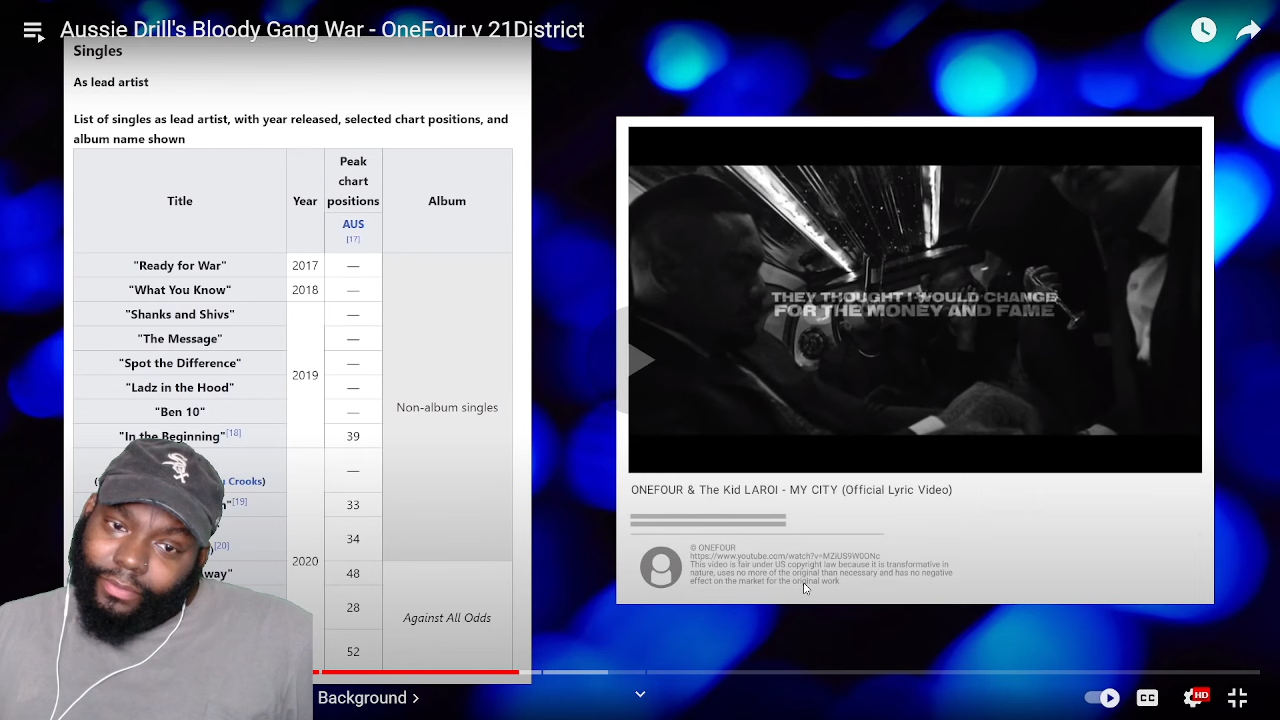 Aussie Drill's Bloody Gang War - OneFour v 21District
Singles
As lead artist
List of singles as lead artist, with year released, selected chart positions, and
album name shown
Title Year Peak chart positions Album
AUS
[17]
"Ready for War" 2017 —
"What You Know" 2018 —
"Shanks and Shivs" —
"The Message" —
"Spot the Difference" —
2019
"Ladz in the Hood" —
Non-album singles
"Ben 10" —
"In the Beginning"[18] 39
—
( Crooks)
"[19] 33
34
)[20]
2020
away" 48
28
Against All Odds
52
THEY THOUGHT I WOULD CHANGE
FOR THE MONEY AND FAME
ONEFOUR & The Kid LAROI - MY CITY (Official Lyric Video)
© ONEFOUR
https://www.youtube.com/watch?v=MZiUS9W0ONc
This video is fair under US copyright law because it is transformative in
nature, uses no more of the original than necessary and has no negative
effect on the market for the original work
Background >
CC
HD